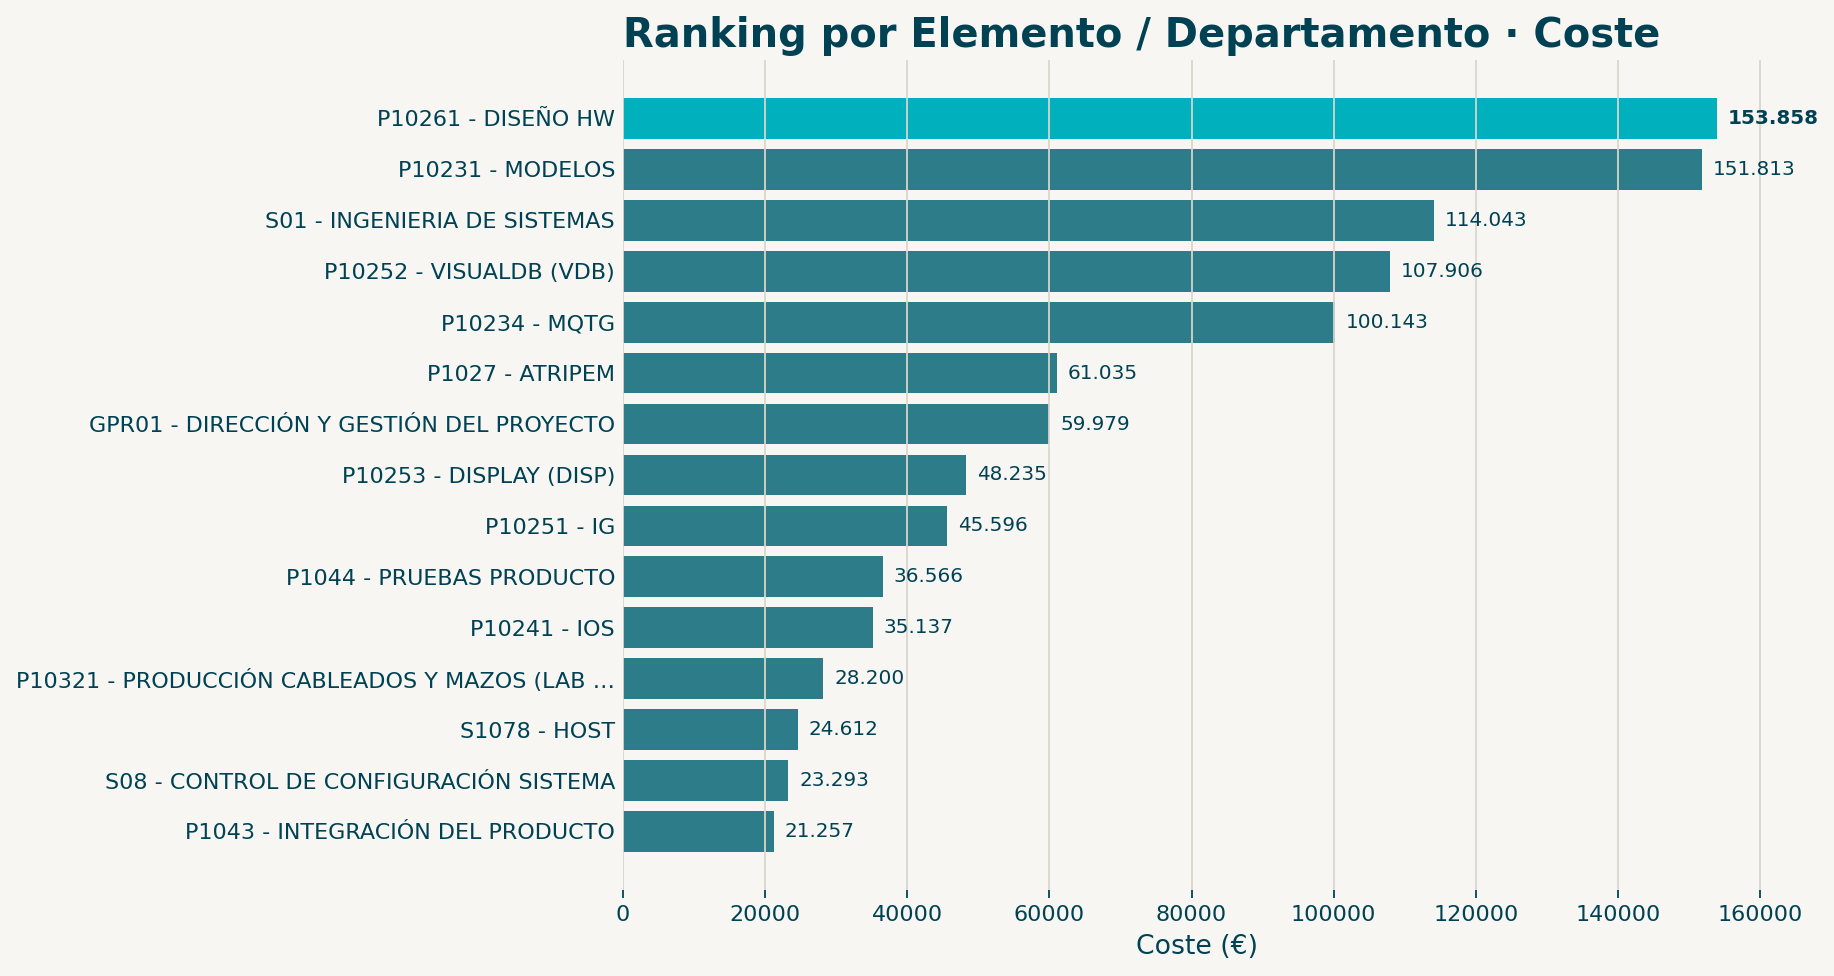 Ranking por Elemento / Departamento · Coste
P10261 - DISEÑO HW 153.858
P10231 - MODELOS 151.813
S01 - INGENIERIA DE SISTEMAS 114.043
P10252 - VISUALDB (VDB) 107.906
P10234 - MQTG 100.143
P1027 - ATRIPEM 61.035
GPR01 - DIRECCIÓN Y GESTIÓN DEL PROYECTO 59.979
P10253 - DISPLAY (DISP) 48.235
P10251 - IG 45.596
P1044 - PRUEBAS PRODUCTO 36.566
P10241 - IOS 35.137
P10321 - PRODUCCIÓN CABLEADOS Y MAZOS (LAB … 28.200
S1078 - HOST 24.612
S08 - CONTROL DE CONFIGURACIÓN SISTEMA 23.293
P1043 - INTEGRACIÓN DEL PRODUCTO 21.257
0 20000 40000 60000 80000 100000 120000 140000 160000
Coste (€)